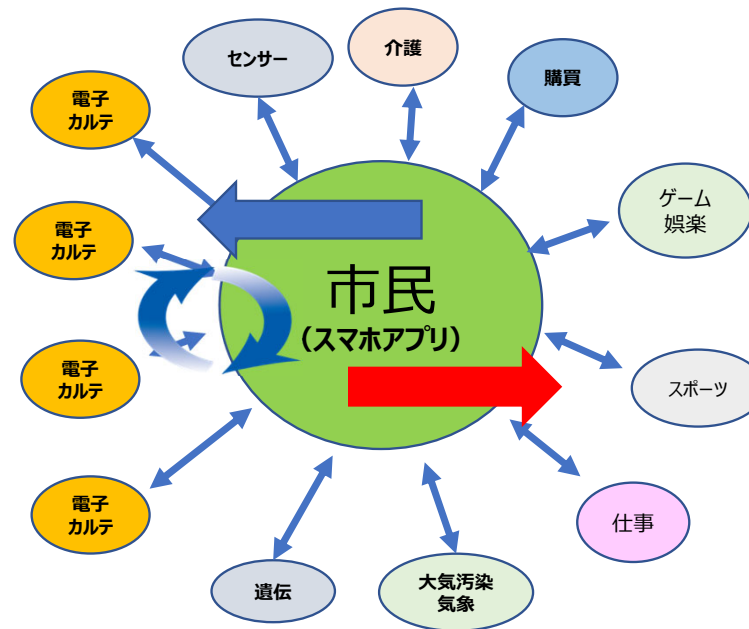 センサー
介護
購買
電子
カルテ
電子
カルテ
ゲーム
娯楽
市民
（スマホアプリ）
電子
カルテ
スポーツ
電子
カルテ
仕事
遺伝
大気汚染
気象